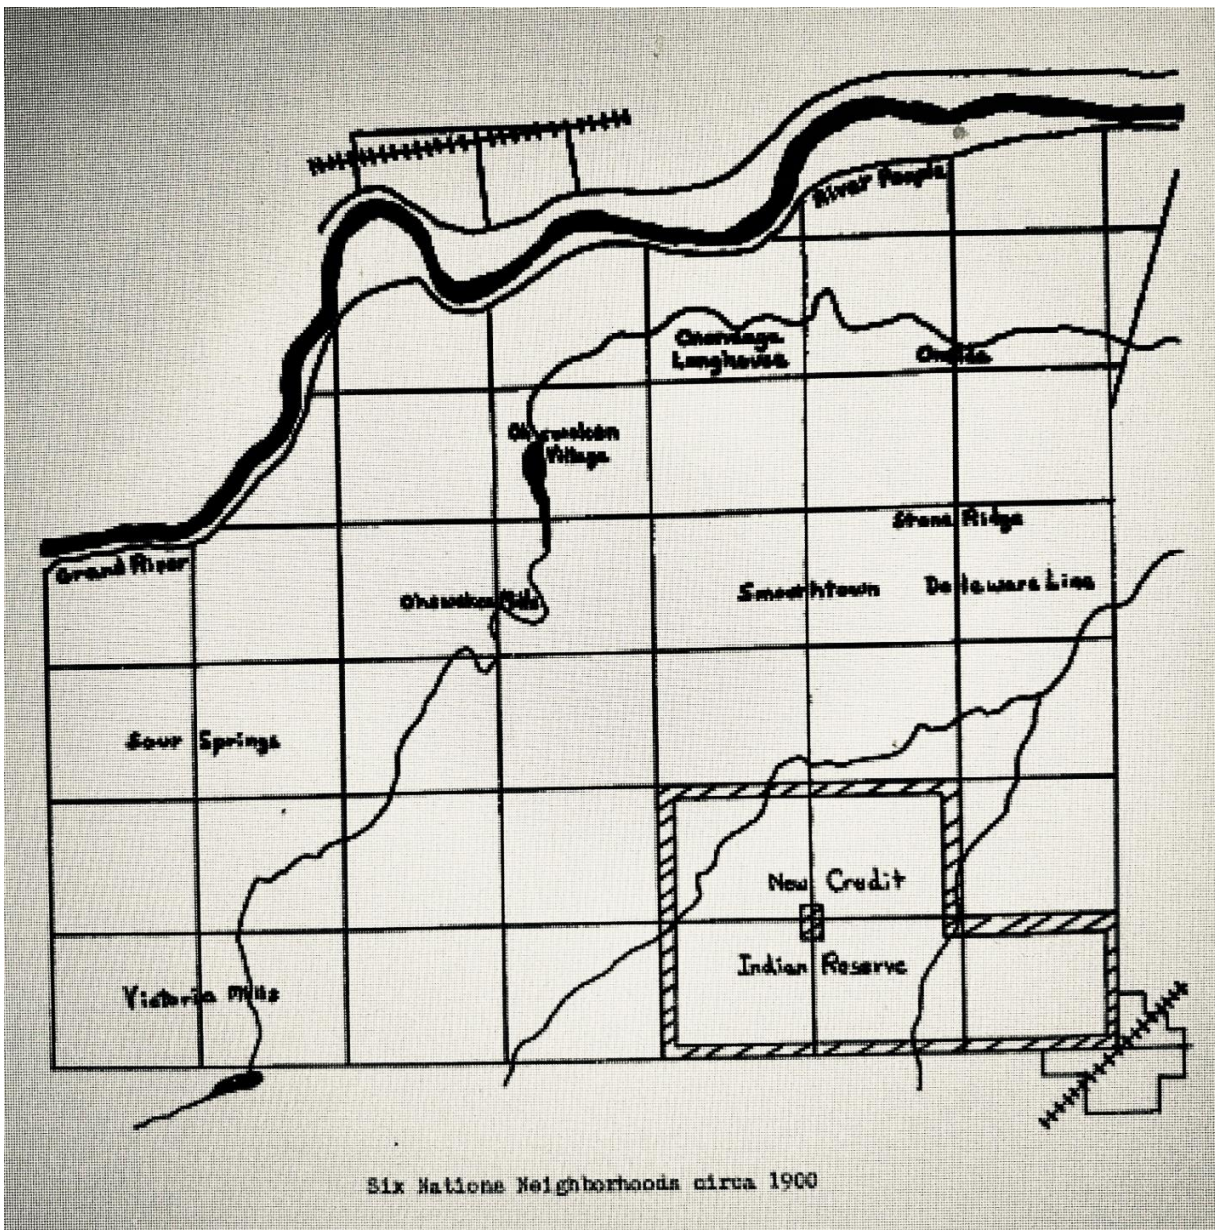 River People
Onondaga
Longhouse
Oneida
Ohsweken
Village
Grand River
Stone Ridge
Smoothtown
Delaware Line
Sour Springs
New Credit
Indian Reserve
Victoria Mills
Six Nations Neighborhoods circa 1900